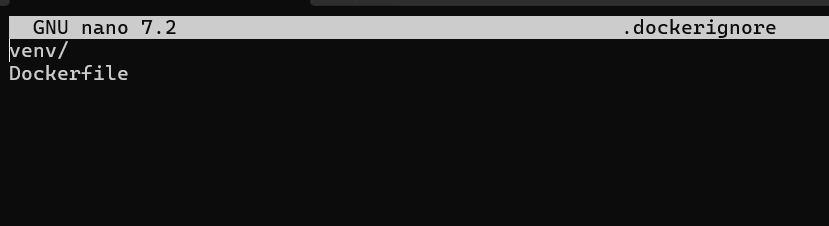 GNU nano 7.2 .dockerignore
venv/
Dockerfile